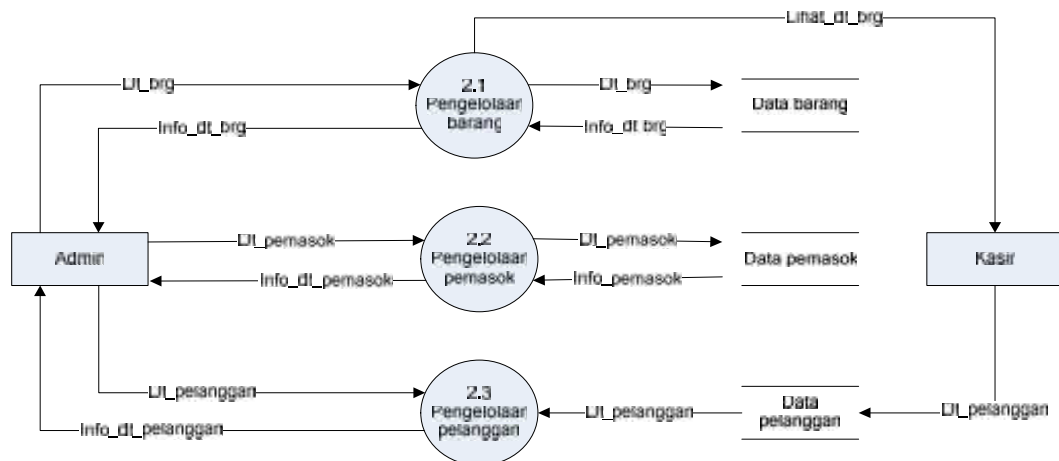 Lihat_dt_brg
Dt_brg
2.1
Pengelolaan
barang
Dt_brg
Data barang
Info_dt_brg
Info_dt brg
Admin
Dt_pemasok
2.2
Pengelolaan
pemasok
Dt_pemasok
Data pemasok
Kasir
Info_dt_pemasok
Info_pemasok
Dt_pelanggan
2.3
Pengelolaan
pelanggan
Dt_pelanggan
Data
pelanggan
Dt_pelanggan
Info_dt_pelanggan